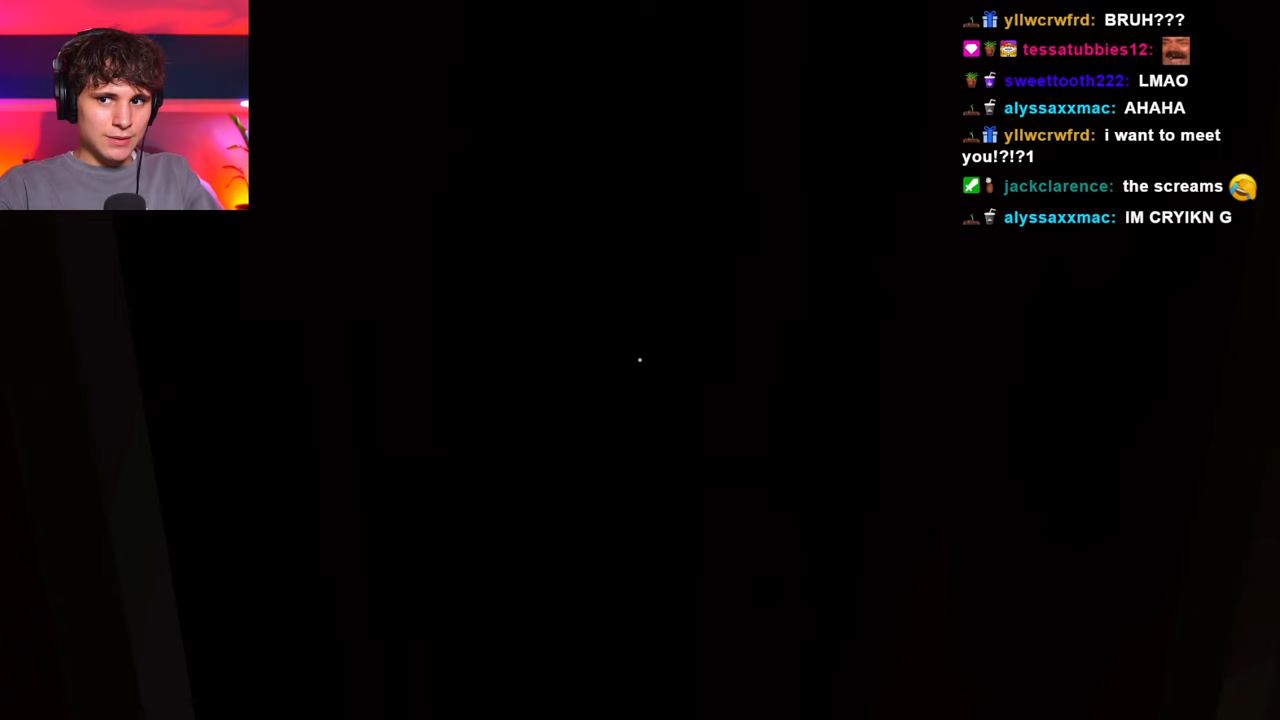 yllwcrwfrd: BRUH???
tessatubbies12:
sweettooth222: LMAO
alyssaxxmac: AHAHA
yllwcrwfrd: i want to meet
you!?!?1
jackclarence: the screams
alyssaxxmac: IM CRYIKN G